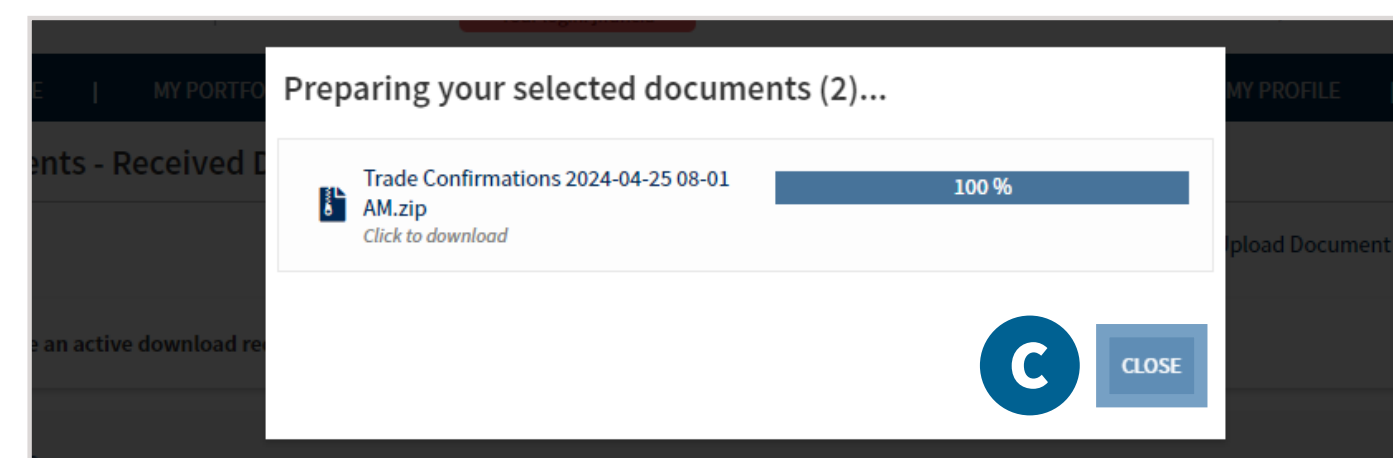 E | MY PORTFO
MY PROFILE
Preparing your selected documents (2)...
ents - Received D
Trade Confirmations 2024-04-25 08-01
AM.zip
100 %
Click to download
pload Document
e an active download re
C
CLOSE